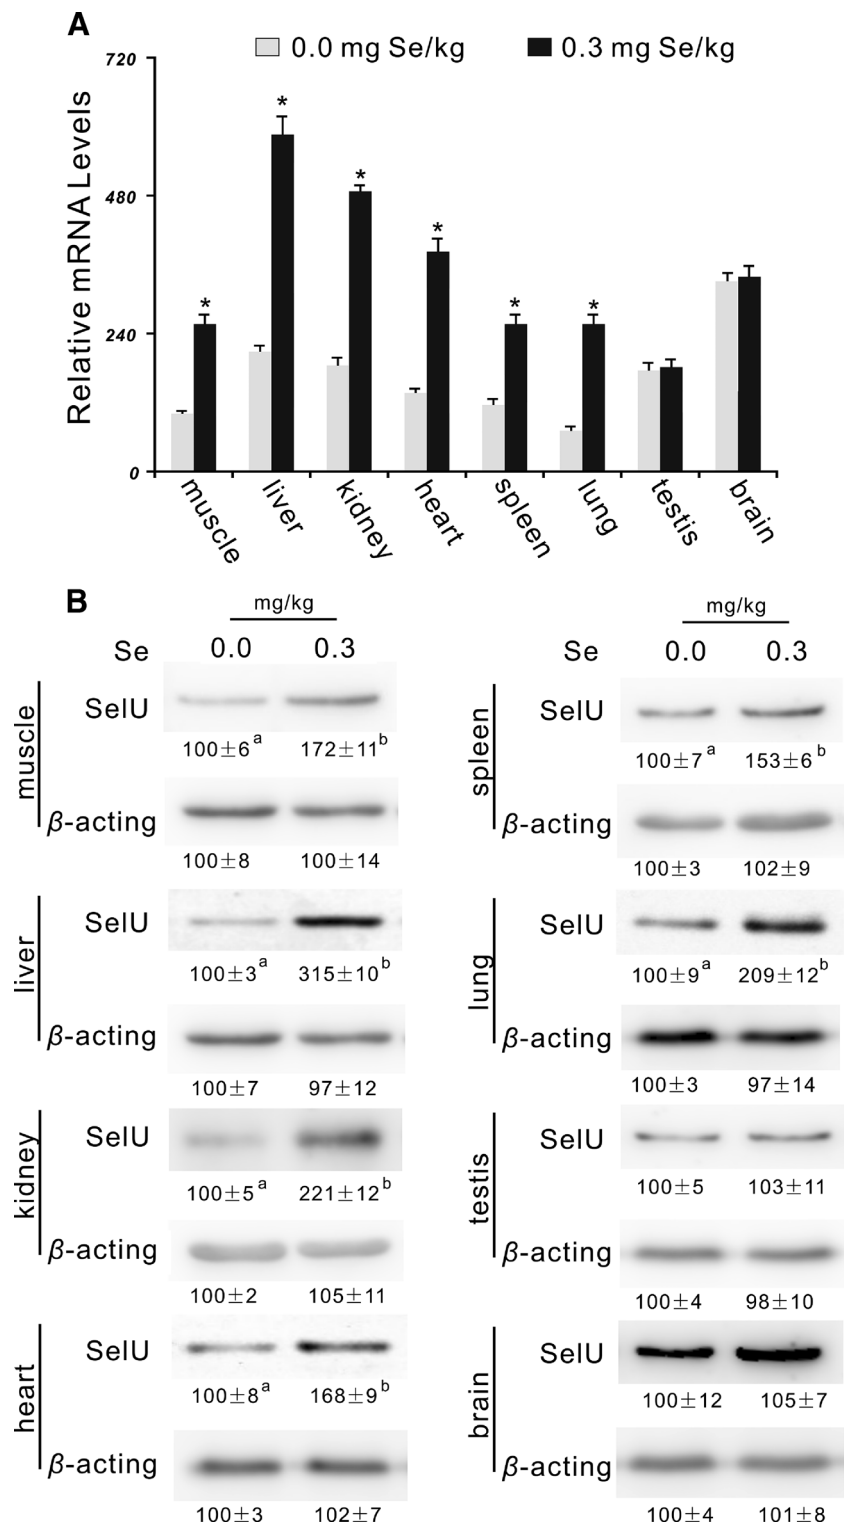 A
0.0 mg Se/kg 0.3 mg Se/kg
Relative mRNA Levels
720
480
240
0
* * * * * *
muscle liver kidney heart spleen lung testis brain
B
mg/kg
Se 0.0 0.3
muscle
SelU
100±6a 172±11b
β-acting
100±8 100±14
liver
SelU
100±3a 315±10b
β-acting
100±7 97±12
kidney
SelU
100±5a 221±12b
β-acting
100±2 105±11
heart
SelU
100±8a 168±9b
β-acting
100±3 102±7
mg/kg
Se 0.0 0.3
spleen
SelU
100±7a 153±6b
β-acting
100±3 102±9
lung
SelU
100±9a 209±12b
β-acting
100±3 97±14
testis
SelU
100±5 103±11
β-acting
100±4 98±10
brain
SelU
100±12 105±7
β-acting
100±4 101±8